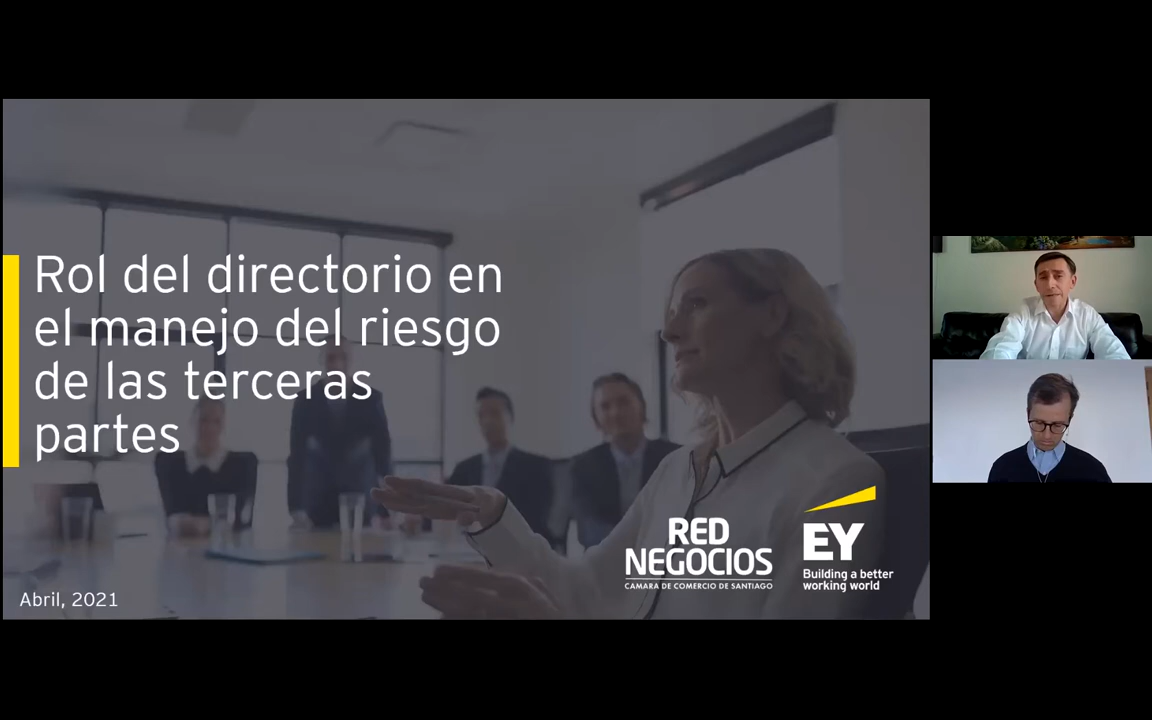 Rol del directorio en
el manejo del riesgo
de las terceras
partes
RED
NEGOCIOS
CAMARA DE COMERCIO DE SANTIAGO
EY
Building a better
working world
Abril, 2021